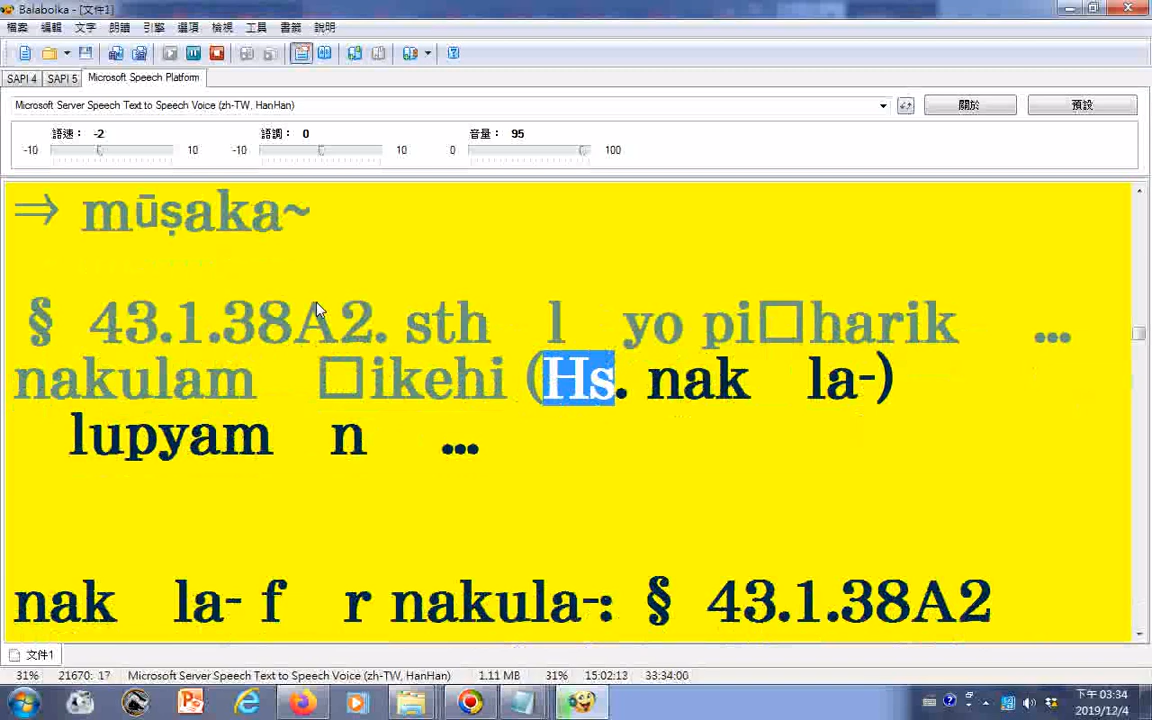 Balabolka - [文件1]
檔案 編輯 文字 朗讀 引擎 選項 檢視 工具 書籤 說明
SAPI 4 SAPI 5 Microsoft Speech Platform
Microsoft Server Speech Text to Speech Voice (zh-TW, HanHan) 關於 預設
語速： -2 語調： 0 音量： 95
-10 10 -10 10 0 100
⇒ mūṣaka~
§ 43.1.38A2. sth l yo pi□harik ...
nakulam □ikehi (Hs. nak la-)
lupyam n ...
nak la- f r nakula-: § 43.1.38A2
文件1
31% 21670: 17 Microsoft Server Speech Text to Speech Voice (zh-TW, HanHan) 1.11 MB 31% 15:02:13 33:34:00
下午 03:34
2019/12/4